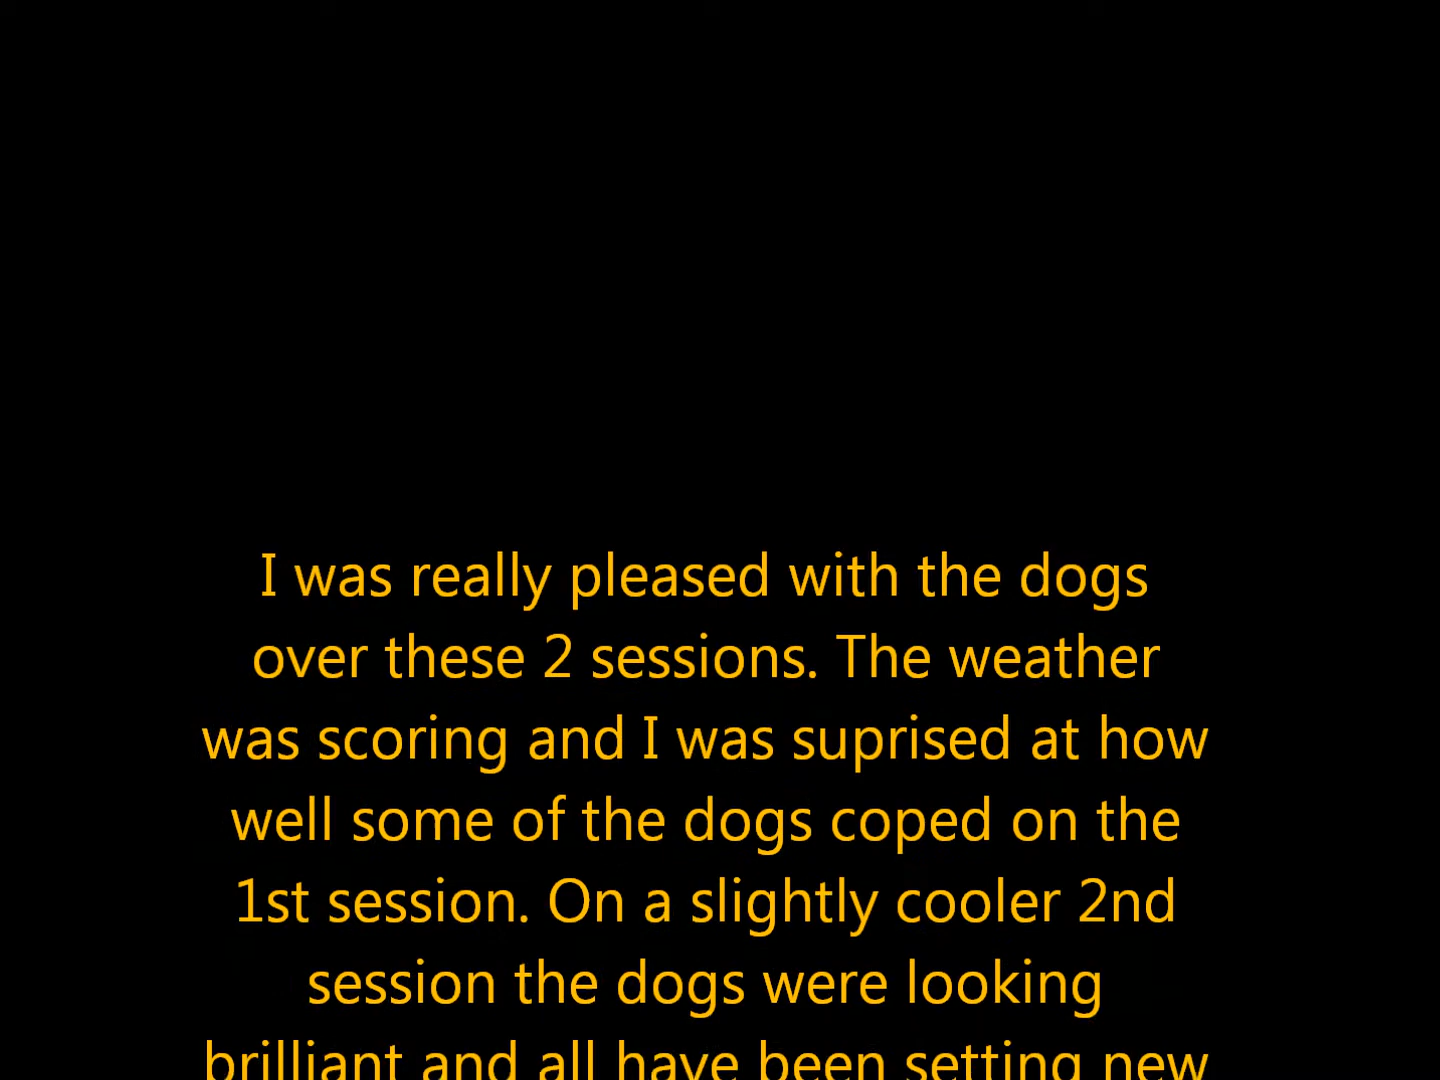 I was really pleased with the dogs
over these 2 sessions. The weather
was scoring and I was suprised at how
well some of the dogs coped on the
1st session. On a slightly cooler 2nd
session the dogs were looking
brilliant and all have been setting new